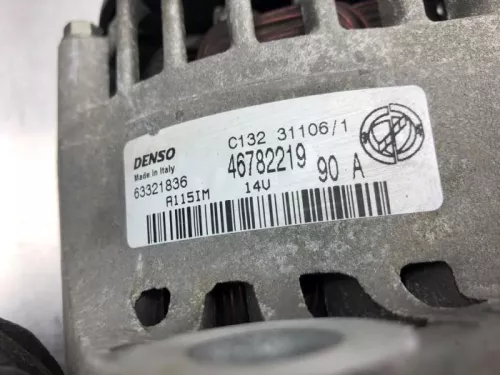 C132 31106/1
DENSO
Made in Italy
46782219
90 A
63321836
14V
A115IM